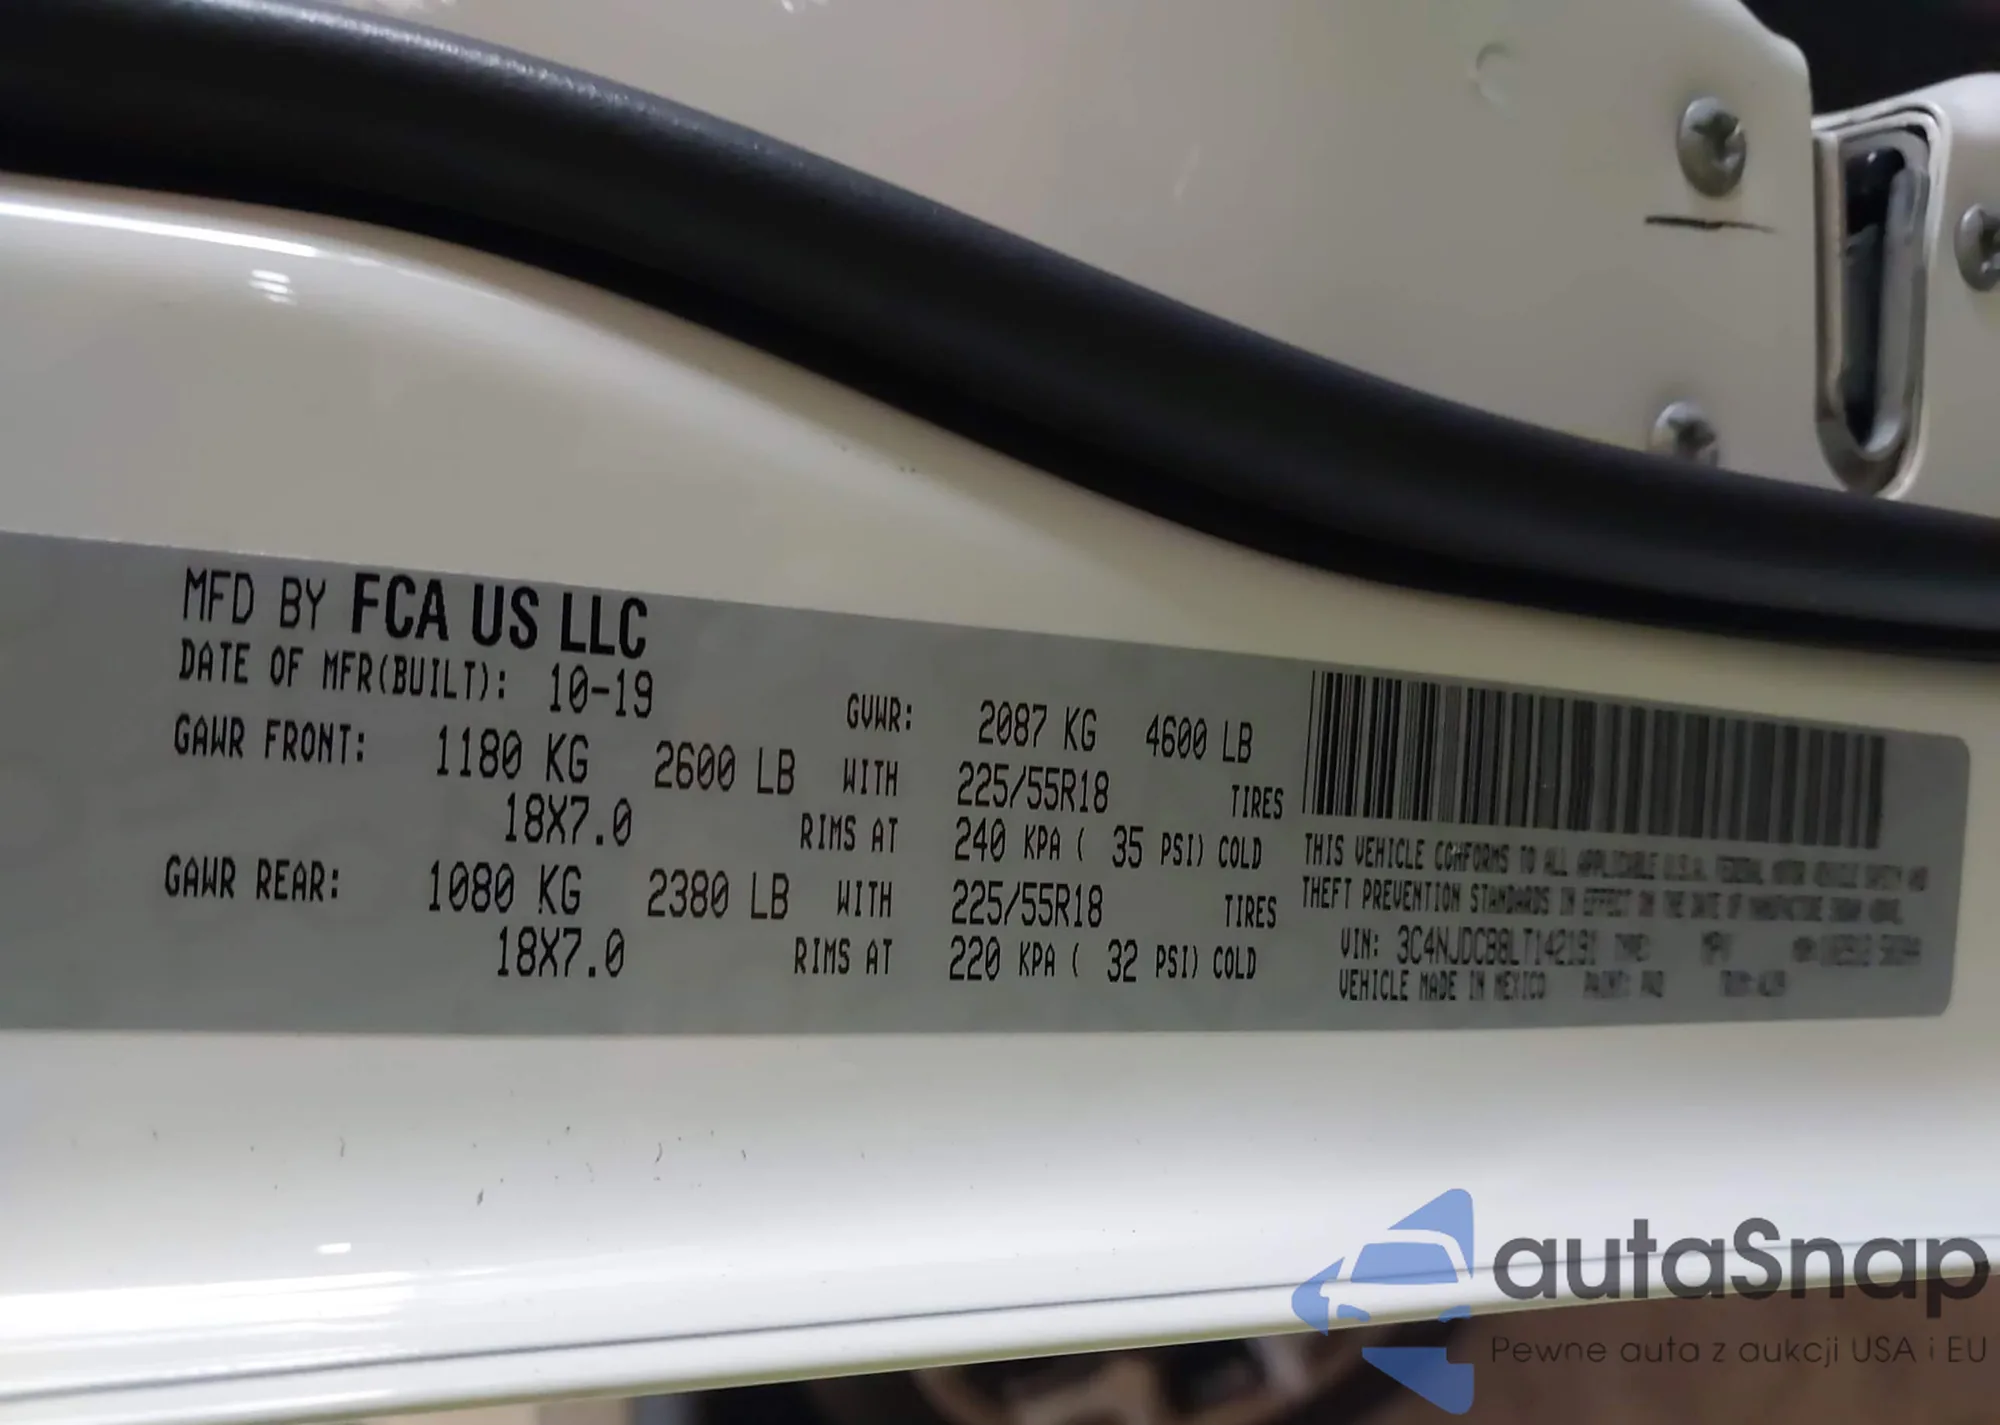 MFD BY FCA US LLC
DATE OF MFR(BUILT): 10-19
GVWR: 2087 KG 4600 LB
GAWR FRONT: 1180 KG 2600 LB WITH 225/55R18 TIRES
18X7.0 RIMS AT 240 KPA ( 35 PSI) COLD
GAWR REAR: 1080 KG 2380 LB WITH 225/55R18 TIRES
18X7.0 RIMS AT 220 KPA ( 32 PSI) COLD
THIS VEHICLE CONFORMS TO ALL APPLICABLE U.S.A. FEDERAL MOTOR VEHICLE SAFETY AND
THEFT PREVENTION STANDARDS IN EFFECT ON THE DATE OF MANUFACTURE SHOWN ABOVE.
VIN: 3C4NJDCB8LT142191 TYPE: MPV
VEHICLE MADE IN MEXICO PAINT:
autaSnap
Pewne auta z aukcji USA i EU